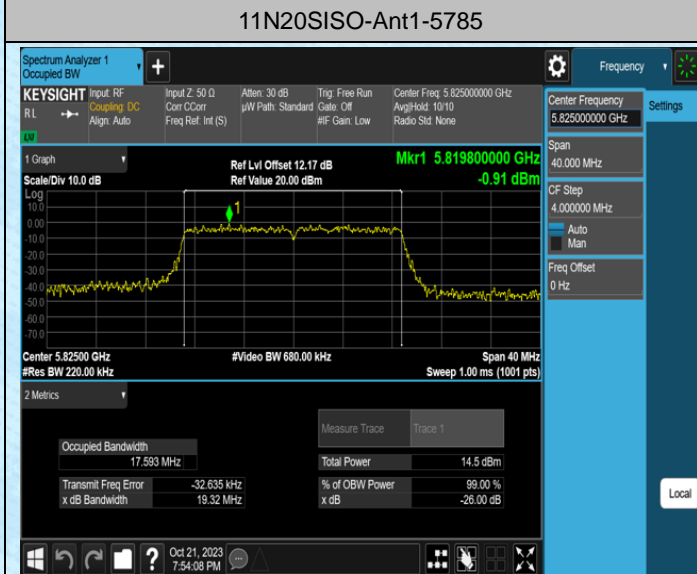 11N20SISO-Ant1-5785
Spectrum Analyzer 1
Occupied BW
+
Frequency
KEYSIGHT
RL
Input: RF
Coupling: DC
Align: Auto
Input Z: 50 Ω
Corr CCorr
Freq Ref: Int (S)
Atten: 30 dB
µW Path: Standard
Trig: Free Run
Gate: Off
#IF Gain: Low
Center Freq: 5.825000000 GHz
Avg|Hold: 10/10
Radio Std: None
Center Frequency
5.825000000 GHz
Settings
Span
40.000 MHz
CF Step
4.000000 MHz
Auto
Man
Freq Offset
0 Hz
1 Graph
Ref Lvl Offset 12.17 dB
Mkr1 5.819800000 GHz
Scale/Div 10.0 dB
Ref Value 20.00 dBm
-0.91 dBm
Log
10.0
0.00
-10.0
-20.0
-30.0
-40.0
-50.0
-60.0
-70.0
1
Center 5.82500 GHz
#Video BW 680.00 kHz
Span 40 MHz
#Res BW 220.00 kHz
Sweep 1.00 ms (1001 pts)
2 Metrics
Measure Trace
Trace 1
Occupied Bandwidth
17.593 MHz
Total Power
14.5 dBm
Transmit Freq Error
-32.635 kHz
% of OBW Power
99.00 %
x dB Bandwidth
19.32 MHz
x dB
-26.00 dB
Local
?
Oct 21, 2023
7:54:08 PM